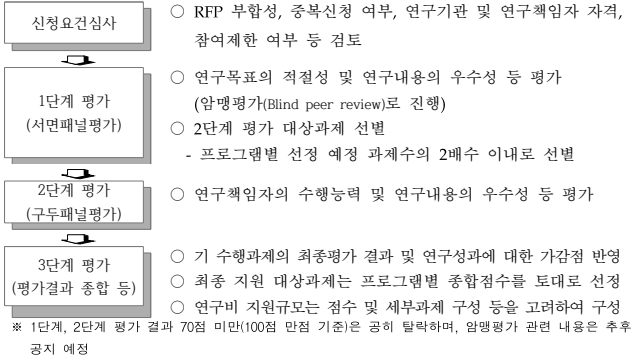 신청요건심사
○ RFP 부합성, 중복신청 여부, 연구기관 및 연구책임자 자격,
참여제한 여부 등 검토
1단계 평가
(서면패널평가)
○ 연구목표의 적절성 및 연구내용의 우수성 등 평가
(암맹평가(Blind peer review)로 진행)
○ 2단계 평가 대상과제 선별
- 프로그램별 선정 예정 과제수의 2배수 이내로 선별
2단계 평가
(구두패널평가)
○ 연구책임자의 수행능력 및 연구내용의 우수성 등 평가
3단계 평가
(평가결과 종합 등)
○ 기 수행과제의 최종평가 결과 및 연구성과에 대한 가감점 반영
○ 최종 지원 대상과제는 프로그램별 종합점수를 토대로 선정
○ 연구비 지원규모는 점수 및 세부과제 구성 등을 고려하여 구성
※ 1단계, 2단계 평가 결과 70점 미만(100점 만점 기준)은 공히 탈락하며, 암맹평가 관련 내용은 추후
공지 예정